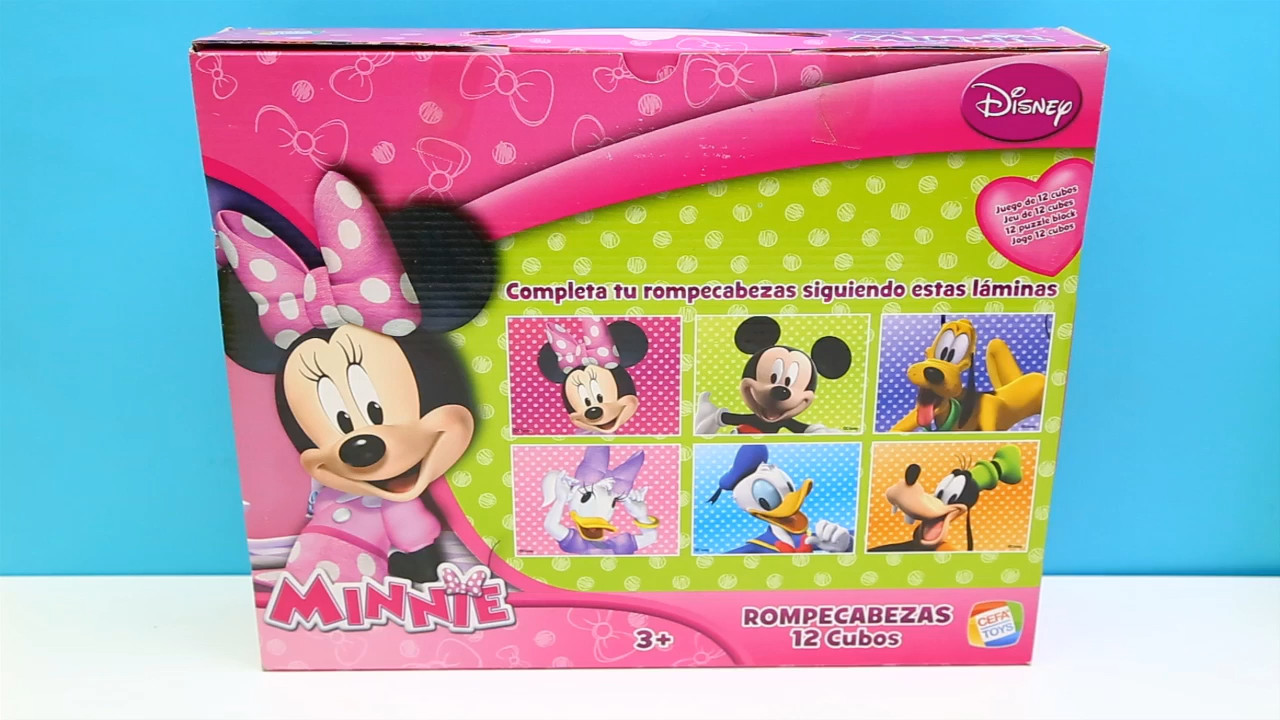 Disney
Juego de 12 cubos
Jeu de 12 cubes
12 puzzle block
Jogo 12 cubos
Completa tu rompecabezas siguiendo estas láminas
MINNIE
3+
ROMPECABEZAS
12 Cubos
CEFA
TOYS